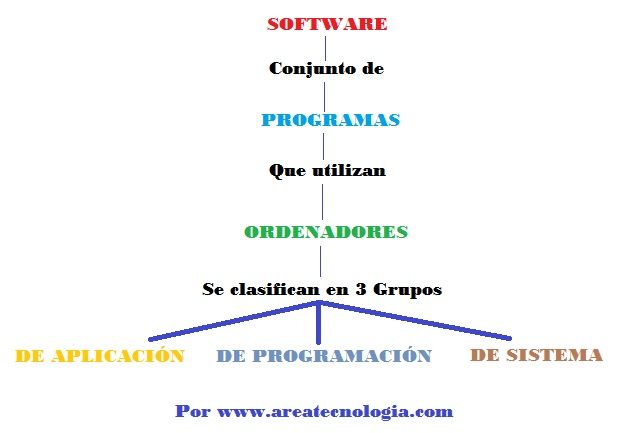 SOFTWARE
Conjunto de
PROGRAMAS
Que utilizan
ORDENADORES
Se clasifican en 3 Grupos
DE APLICACIÓN DE PROGRAMACIÓN DE SISTEMA
Por www.areatecnologia.com